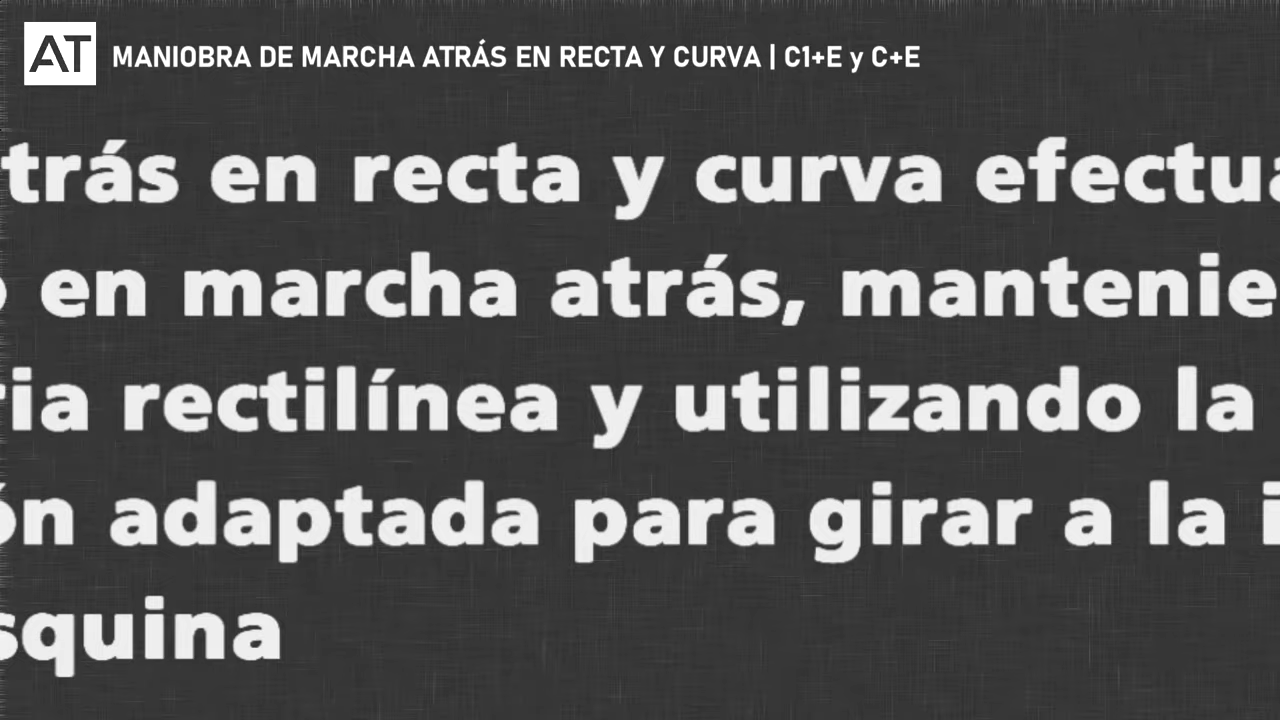 AT MANIOBRA DE MARCHA ATRÁS EN RECTA Y CURVA | C1+E y C+E
trás en recta y curva efectua
en marcha atrás, mantenie
ria rectilínea y utilizando la
ón adaptada para girar a la i
squina